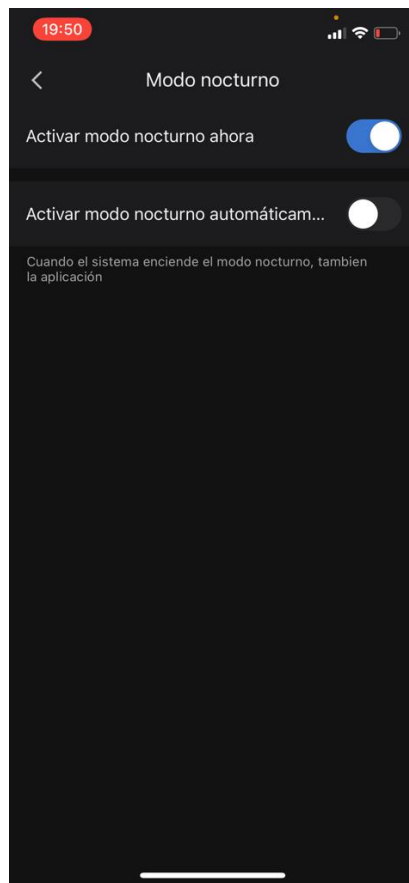 19:50
Modo nocturno
Activar modo nocturno ahora
Activar modo nocturno automáticam...
Cuando el sistema enciende el modo nocturno, tambien
la aplicación